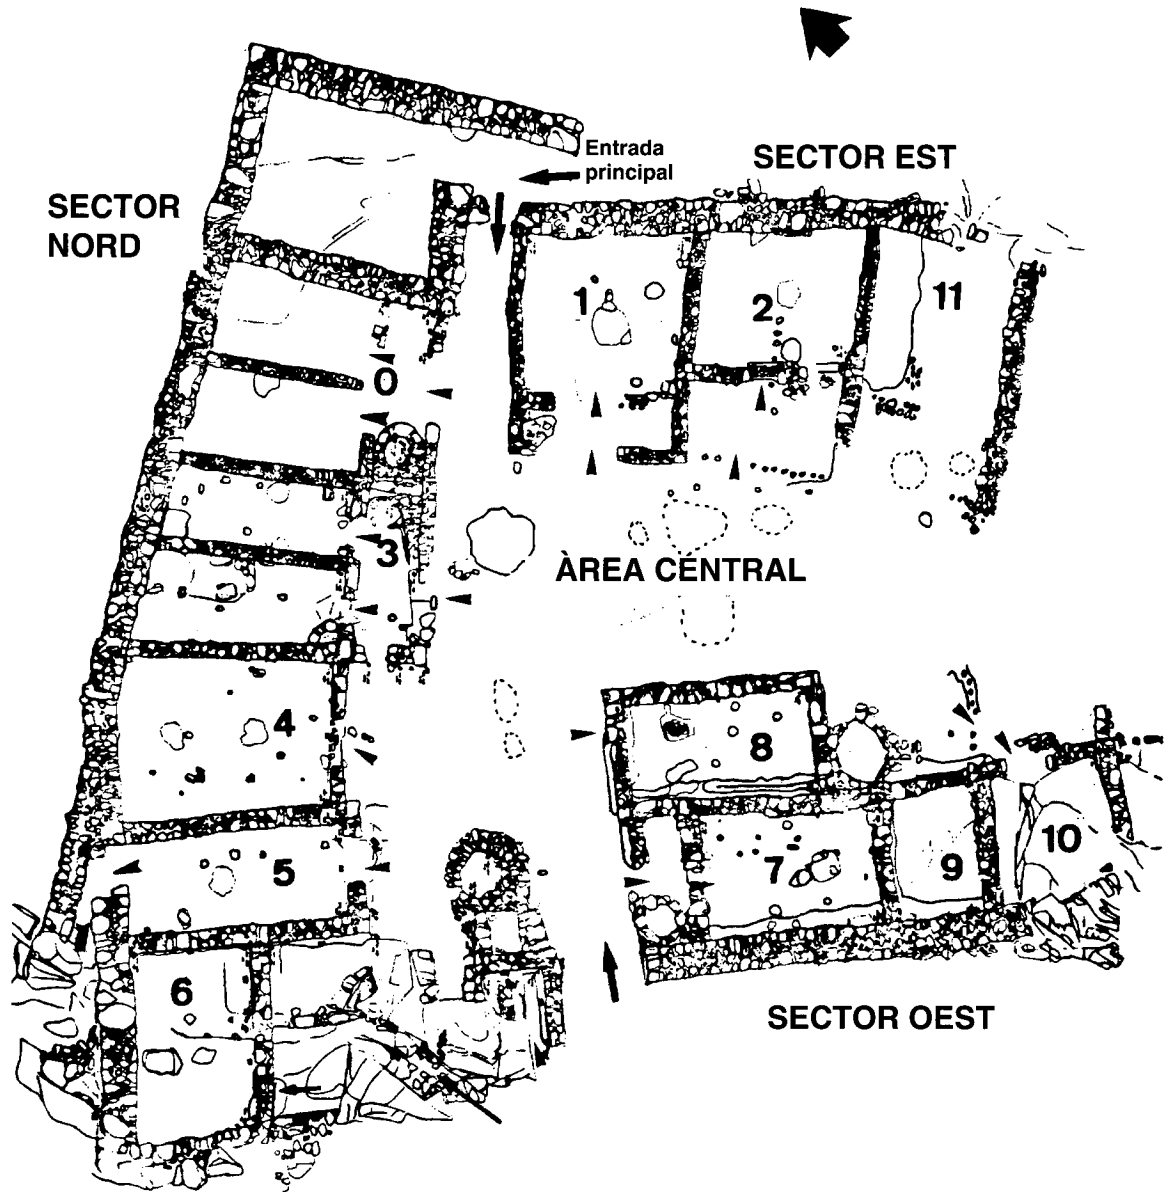 Entrada
principal
SECTOR EST
SECTOR
NORD
1
2
11
0
3
ÀREA CENTRAL
4
8
5
7
9
10
6
SECTOR OEST